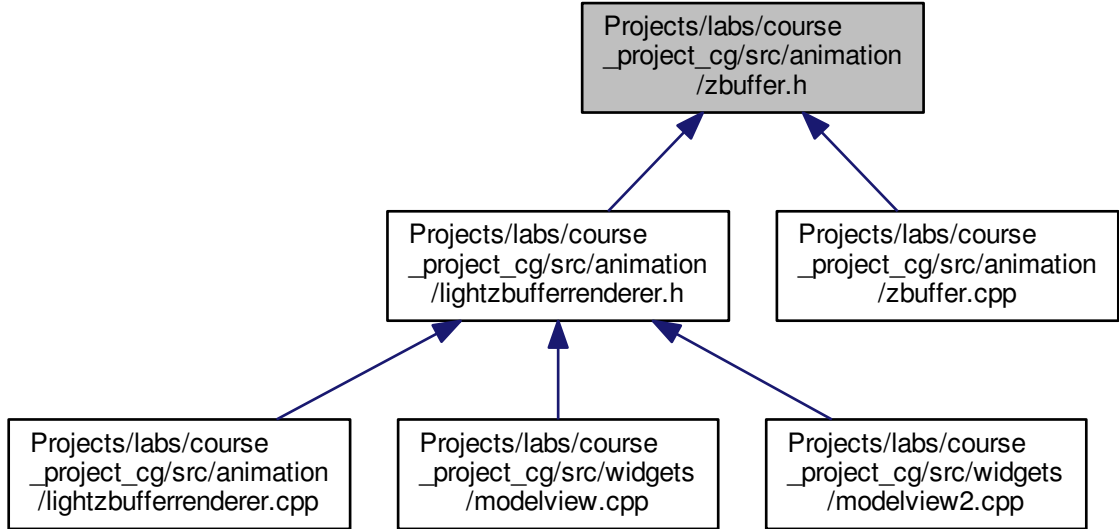 Projects/labs/course
_project_cg/src/animation
/zbuffer.h
Projects/labs/course
_project_cg/src/animation
/lightzbufferrenderer.h
Projects/labs/course
_project_cg/src/animation
/zbuffer.cpp
Projects/labs/course
_project_cg/src/animation
/lightzbufferrenderer.cpp
Projects/labs/course
_project_cg/src/widgets
/modelview.cpp
Projects/labs/course
_project_cg/src/widgets
/modelview2.cpp